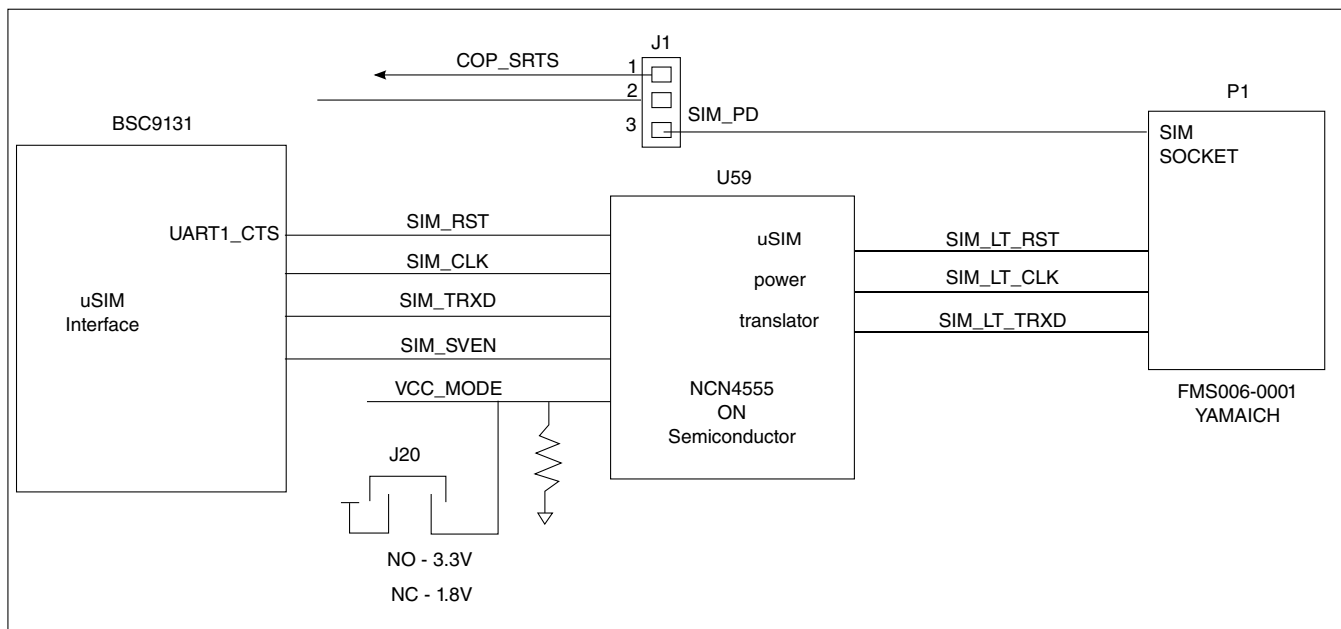 J1
COP_SRTS
1
2
3
SIM_PD
P1
SIM
SOCKET
BSC9131
U59
UART1_CTS
SIM_RST
SIM_CLK
SIM_TRXD
SIM_SVEN
VCC_MODE
uSIM
Interface
uSIM
power
translator
NCN4555
ON
Semiconductor
SIM_LT_RST
SIM_LT_CLK
SIM_LT_TRXD
FMS006-0001
YAMAICH
J20
NO - 3.3V
NC - 1.8V